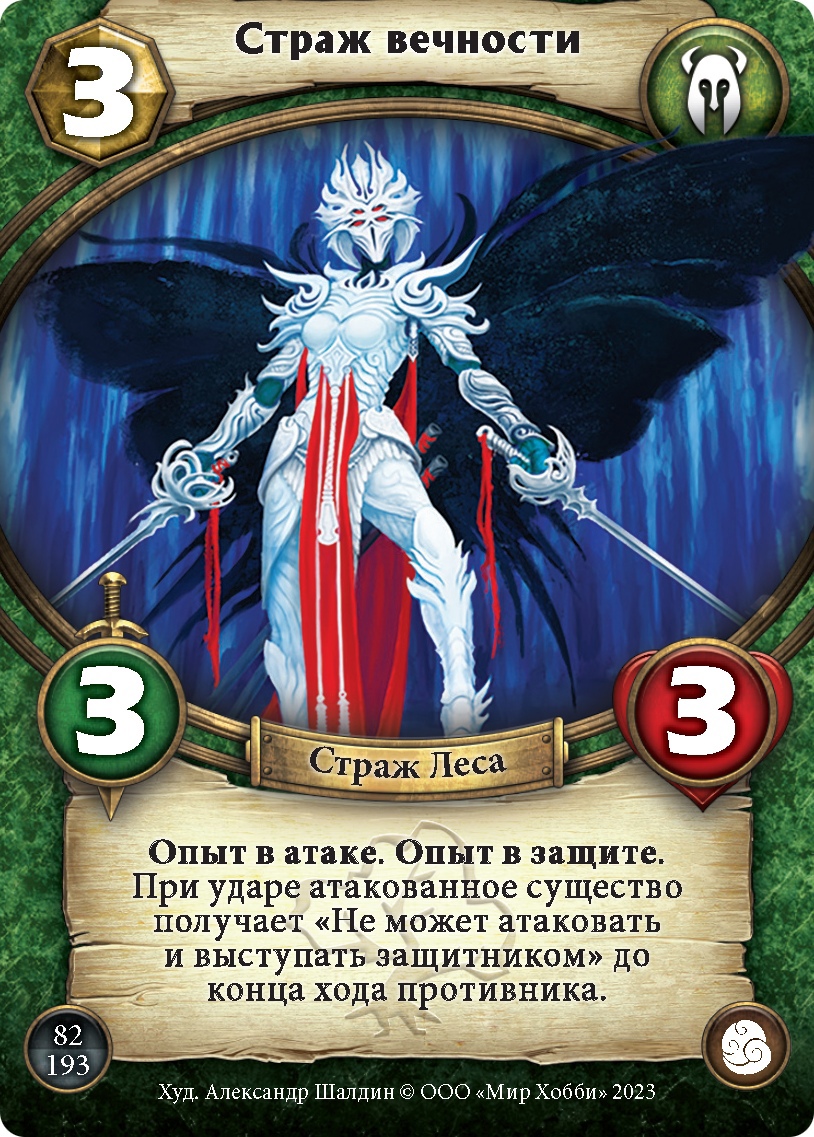 Страж вечности
3
3
3
Страж Леса
Опыт в атаке. Опыт в защите.
При ударе атакованное существо
получает «Не может атаковать
и выступать защитником» до
конца хода противника.
82
193
Худ. Александр Шалдин © ООО «Мир Хобби» 2023